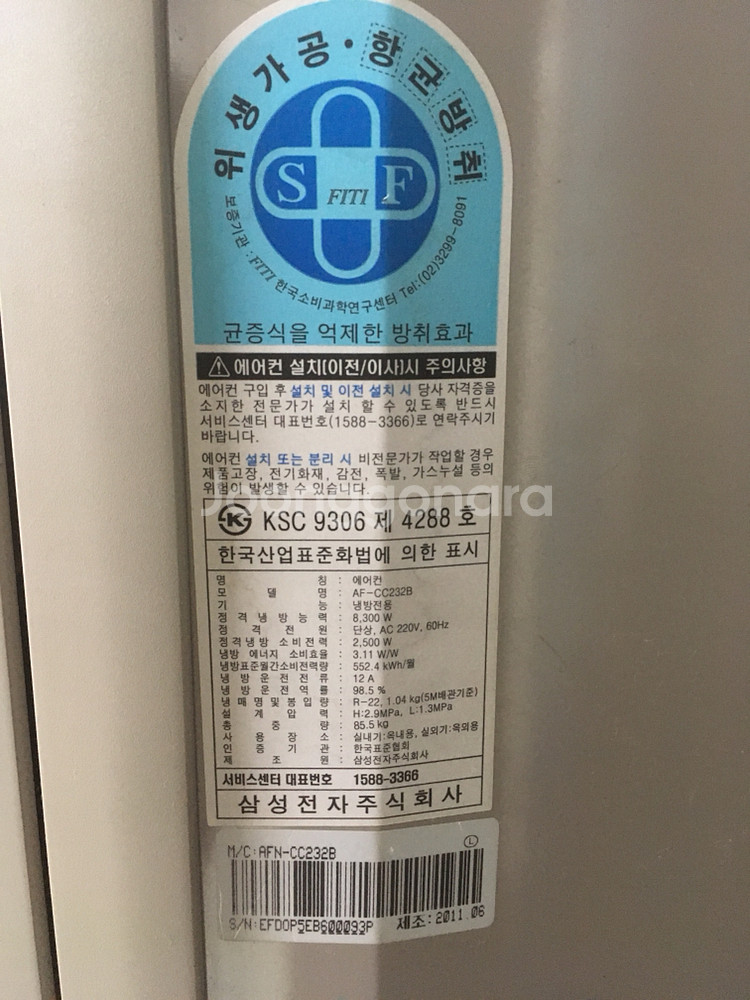 위생가공·항균방취
S FITI F
보증기관 : FITI 한국소비과학연구센터 Tel:(02)3299-8091
균증식을 억제한 방취효과
에어컨 설치(이전/이사)시 주의사항
에어컨 구입 후 설치 및 이전 설치 시 당사 자격증을
소지한 전문가가 설치 할 수 있도록 반드시
서비스센터 대표번호(1588-3366)로 연락주시기
바랍니다.
에어컨 설치 또는 분리 시 비전문가가 작업할 경우
제품고장, 전기화재, 감전, 폭발, 가스누설 등의
위험이 발생할 수 있습니다.
Joonggonara
KSC 9306 제 4288 호
한국산업표준화법에 의한 표시
명 칭 : 에어컨
모 델 명 : AF-CC232B
기 능 : 냉방전용
정 격 냉 방 능 력 : 8,300 W
정 격 전 원 : 단상, AC 220V, 60Hz
정격냉방 소비전력 : 2,500 W
냉방 에너지 소비효율 : 3.11 W/W
냉방표준월간소비전력량 : 552.4 kWh/월
냉 방 운 전 전 류 : 12 A
냉 방 운 전 역 률 : 98.5 %
냉 매 명 및 봉 입 량 : R-22, 1.04 kg(5M배관기준)
설 계 압 력 : H:2.9MPa, L:1.3MPa
총 중 량 : 85.5 kg
사 용 장 소 : 실내기:옥내용, 실외기:옥외용
인 증 기 관 : 한국표준협회
제 조 원 : 삼성전자주식회사
서비스센터 대표번호 1588-3366
삼성전자주식회사
M/C:AFN-CC232B L
S/N:EFD0P5EB600093P 제조:2011.06